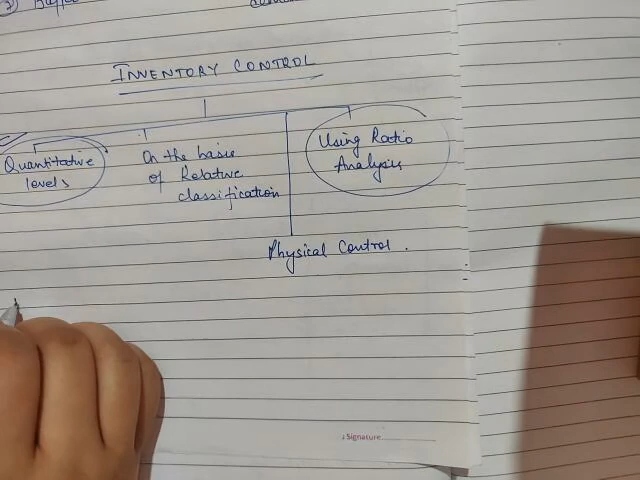 INVENTORY CONTROL
Quantitative
levels
On the basis
of Relative
classification
Using Ratio
Analysis
Physical Control.
: Signature